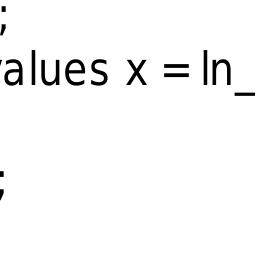 ;
values x = ln_
;